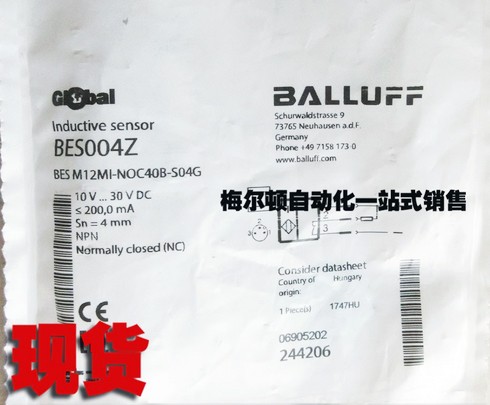 Global
Inductive sensor
BES004Z
BES M12MI-NOC40B-S04G
10 V ... 30 V DC
≤ 200,0 mA
Sn = 4 mm
NPN
Normally closed (NC)
CE
现货
BALLUFF
Schurwaldstrasse 9
73765 Neuhausen a.d.F.
Germany
Phone +49 7158 173-0
www.balluff.com
梅尔顿自动化一站式销售
2
3
Consider datasheet
Country of origin: Hungary
1 Piece(s) 1747HU
06905202
244206